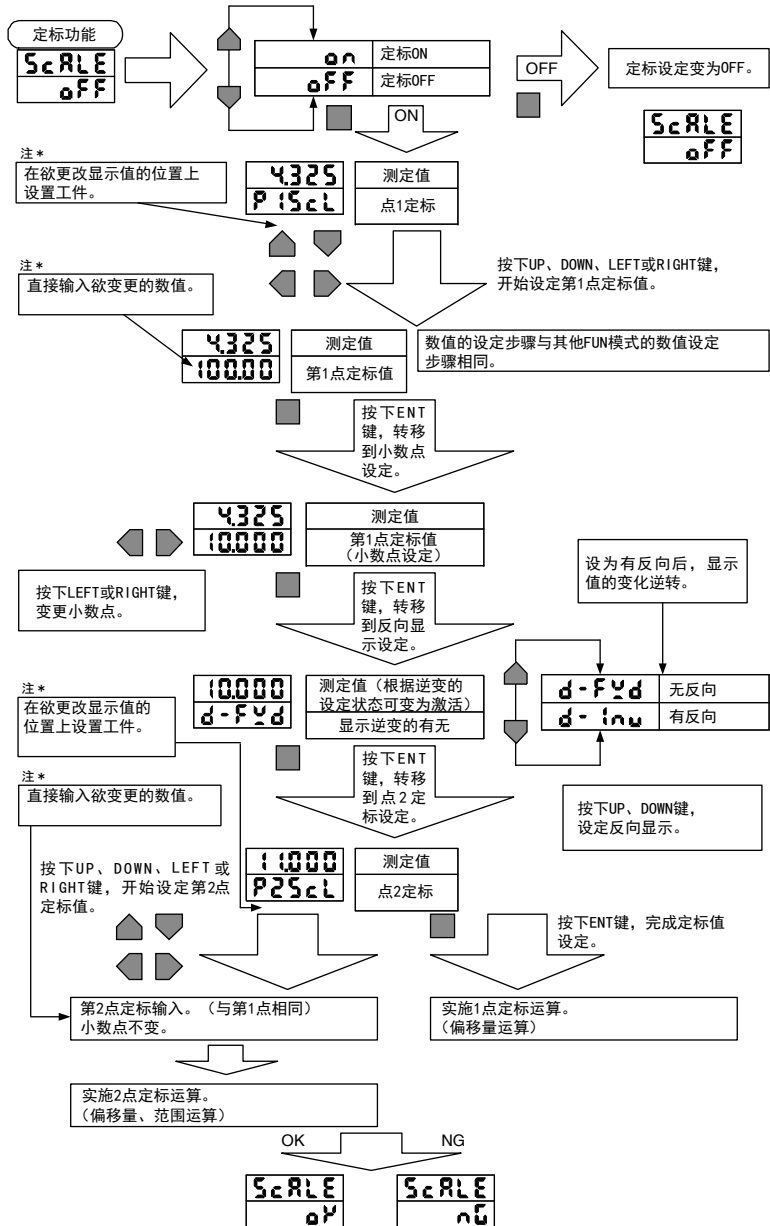 定标功能
ScALE
oFF
on
定标ON
oFF
定标OFF
OFF
定标设定变为OFF。
ScALE
oFF
ON
注*
在欲更改显示值的位置上
设置工件。
4.325
测定值
P1ScL
点1定标
按下UP、DOWN、LEFT或RIGHT键,
开始设定第1点定标值。
注*
直接输入欲变更的数值。
4.325
测定值
100.00
第1点定标值
数值的设定步骤与其他FUN模式的数值设定
步骤相同。
按下ENT
键, 转移
到小数点
设定。
4.325
测定值
10.000
第1点定标值
(小数点设定)
按下LEFT或RIGHT键,
变更小数点。
按下ENT
键, 转移
到反向显
示设定。
设为有反向后, 显示
值的变化逆转。
d-Fwd
无反向
d-inv
有反向
注*
在欲更改显示值的
位置上设置工件。
10.000
测定值 (根据逆变的
设定状态可变为激活)
d-Fwd
显示逆变的有无
注*
直接输入欲变更的数值。
按下ENT
键, 转移
到点2定
标设定。
按下UP、DOWN键,
设定反向显示。
按下UP、DOWN、LEFT或
RIGHT键, 开始设定第2点
定标值。
11.000
测定值
P2ScL
点2定标
按下ENT键, 完成定标值
设定。
第2点定标输入。(与第1点相同)
小数点不变。
实施1点定标运算。
(偏移量运算)
实施2点定标运算。
(偏移量、范围运算)
OK
NG
ScALE
oK
ScALE
nG